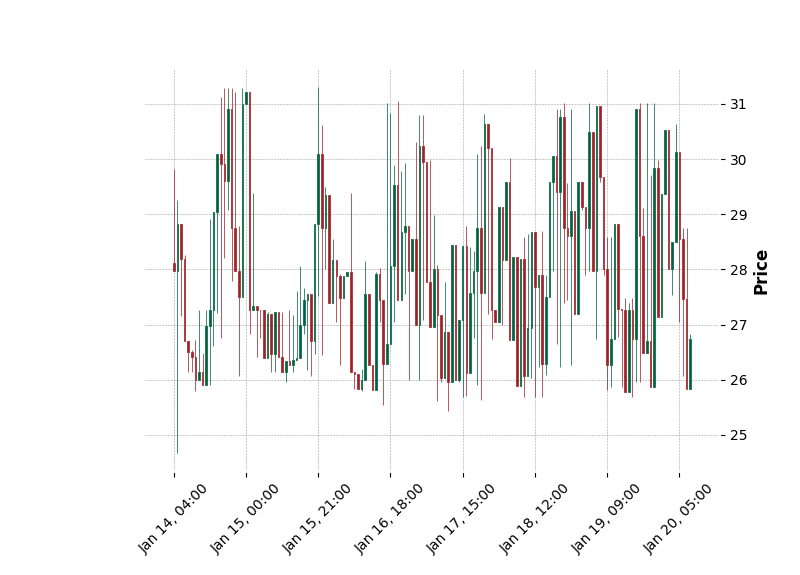 31
30
29
28
27
26
25
Price
Jan 14, 04:00
Jan 15, 00:00
Jan 15, 21:00
Jan 16, 18:00
Jan 17, 15:00
Jan 18, 12:00
Jan 19, 09:00
Jan 20, 05:00